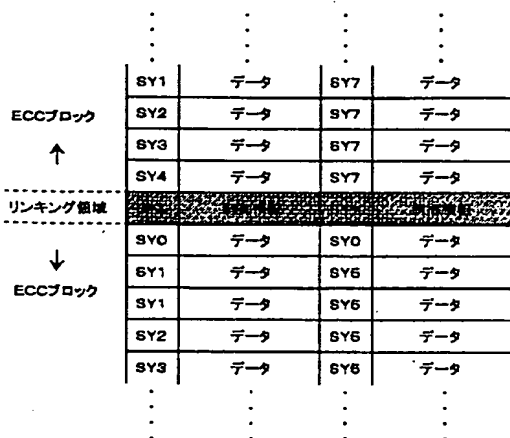 SY1 データ SY7 データ
ECCブロック SY2 データ SY7 データ
↑ SY3 データ SY7 データ
SY4 データ SY7 データ
リンキング領域
SY0 データ SY0 データ
↓ SY1 データ SY5 データ
ECCブロック SY1 データ SY5 データ
SY2 データ SY5 データ
SY3 データ SY5 データ